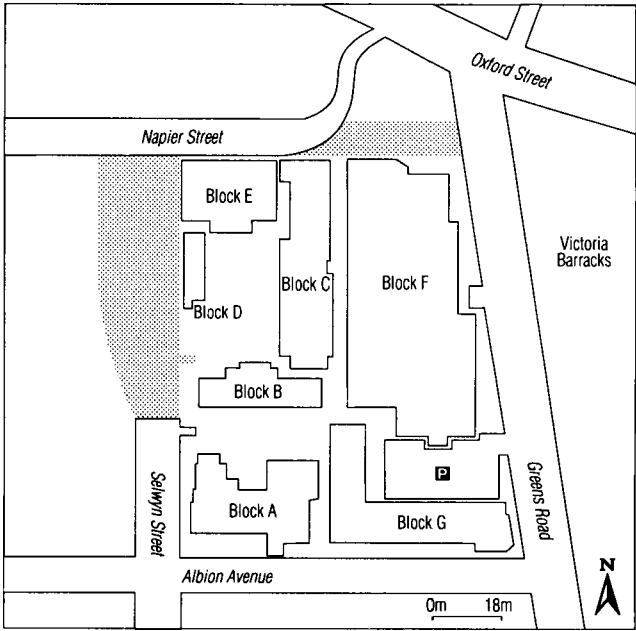 Oxford Street
Napier Street
Block E
Victoria
Barracks
Block C
Block F
Block D
Block B
P
Selwyn Street
Greens Road
Block A
Block G
N
Albion Avenue
0m 18m